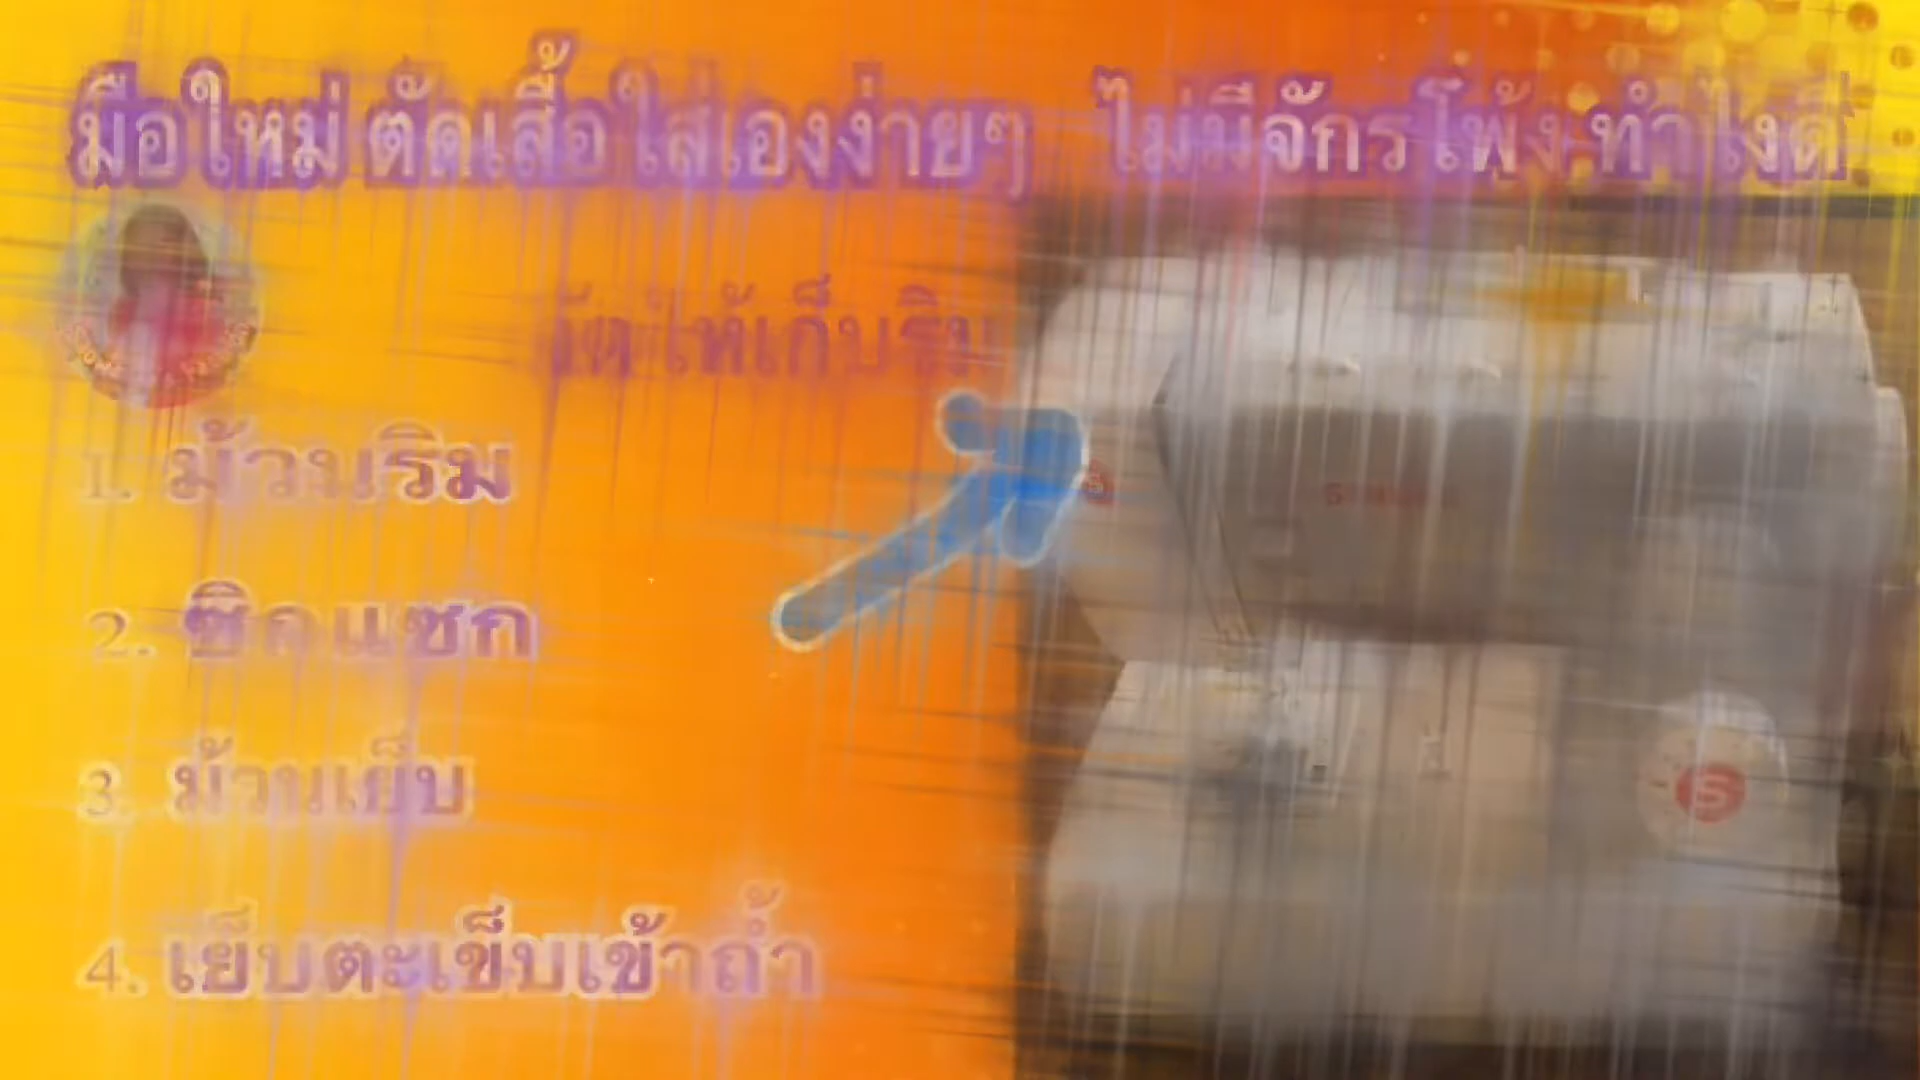 มือใหม่ ตัดเสื้อ ใส่เองง่ายๆ ไม่มีจักรโพ้ง ทำไงดี
เก็บริม
1. ม้วนริม
2. ซิกแซก
3. ม้วนเย็บ
4. เย็บตะเข็บเข้าถ้ำ
S